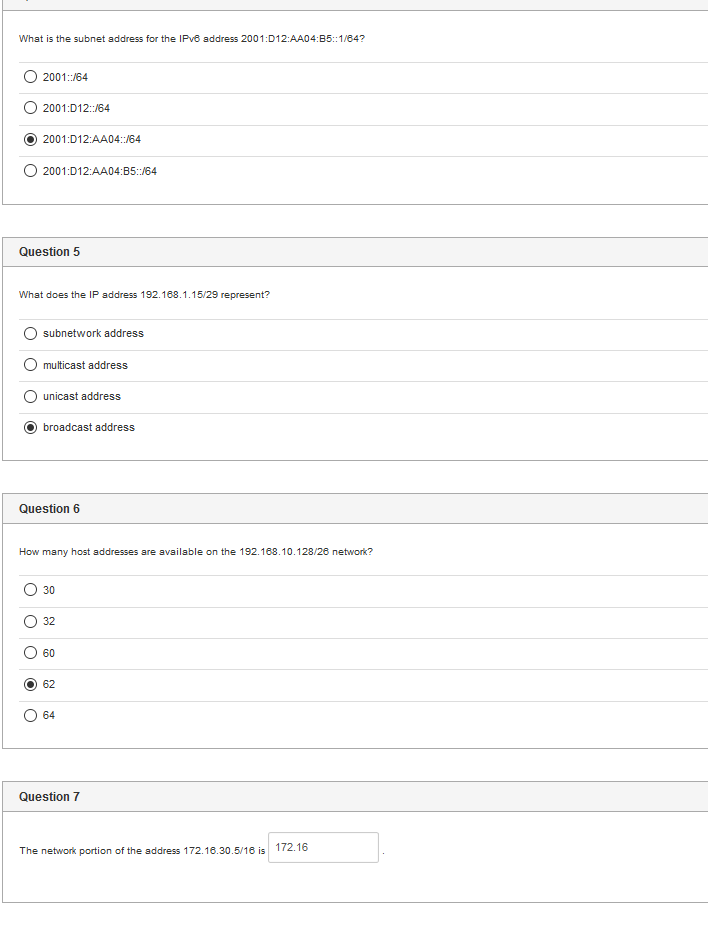 What is the subnet address for the IPv6 address 2001:D12:AA04:B5::1/64?
2001::/64
2001:D12::/64
2001:D12:AA04::/64
2001:D12:AA04:B5::/64
Question 5
What does the IP address 192.168.1.15/29 represent?
subnetwork address
multicast address
unicast address
broadcast address
Question 6
How many host addresses are available on the 192.168.10.128/26 network?
30
32
60
62
64
Question 7
The network portion of the address 172.16.30.5/16 is 172.16 .